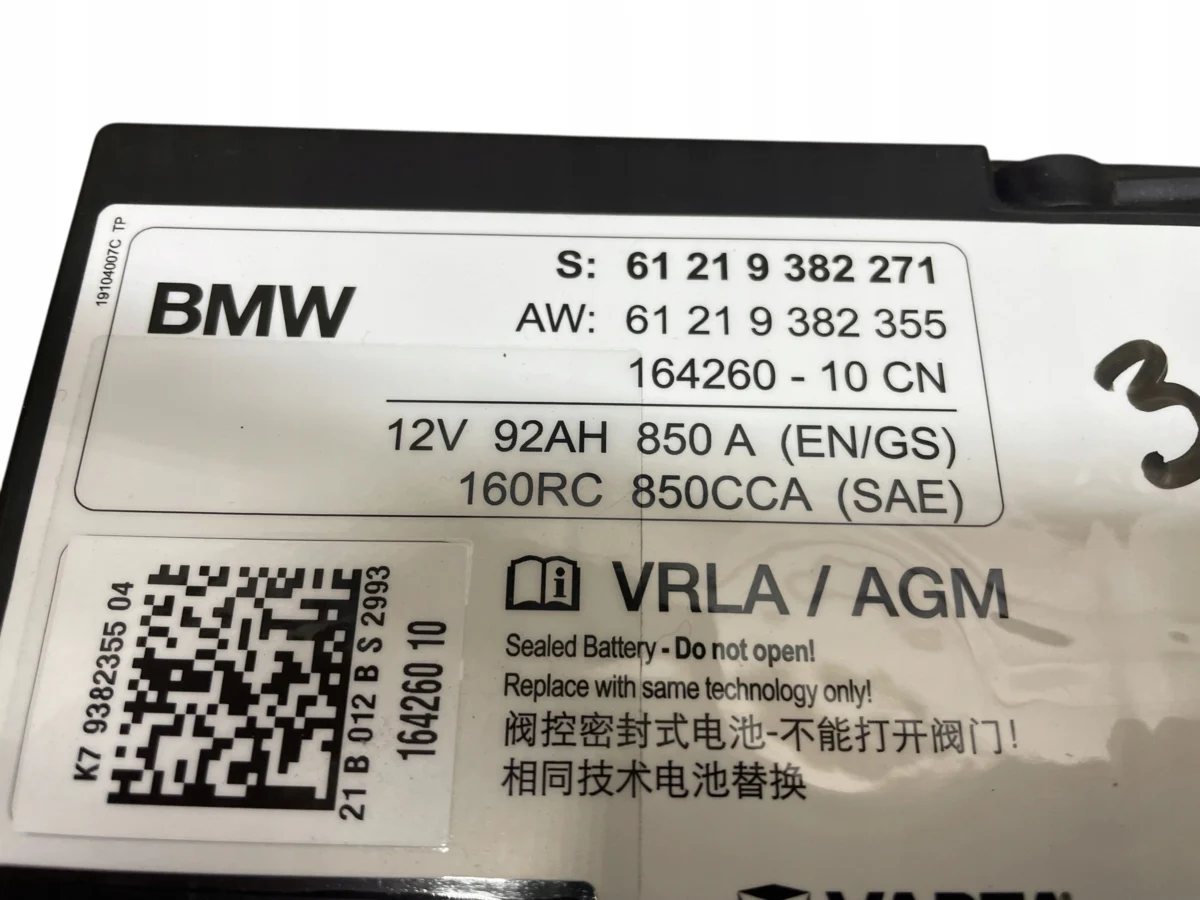 19104007C TP
BMW
S: 61 21 9 382 271
AW: 61 21 9 382 355
164260 - 10 CN
12V 92AH 850 A (EN/GS)
160RC 850CCA (SAE)
3
K7 9382355 04
21 B 012 B S 2993
164260 10
VRLA / AGM
Sealed Battery - Do not open!
Replace with same technology only!
阀控密封式电池-不能打开阀门!
相同技术电池替换